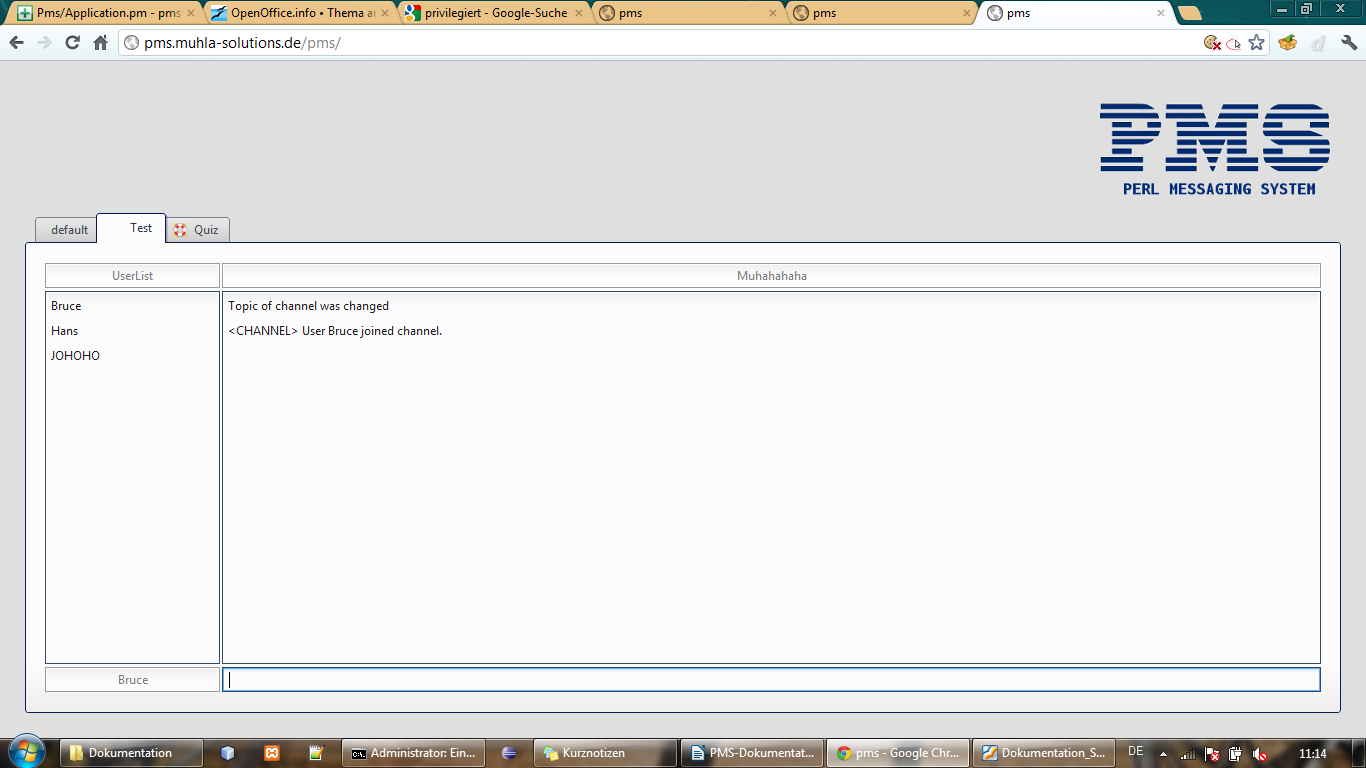 Pms/Application.pm - pms
OpenOffice.info • Thema a
privilegiert - Google-Suche
pms
pms
pms
pms.muhla-solutions.de/pms/
PMS
PERL MESSAGING SYSTEM
default
Test
Quiz
UserList
Muhahahaha
Bruce
Topic of channel was changed
Hans
<CHANNEL> User Bruce joined channel.
JOHOHO
Bruce
Dokumentation
Administrator: Ein...
Kurznotizen
PMS-Dokumentat...
pms - Google Chr...
Dokumentation_S...
DE
11:14